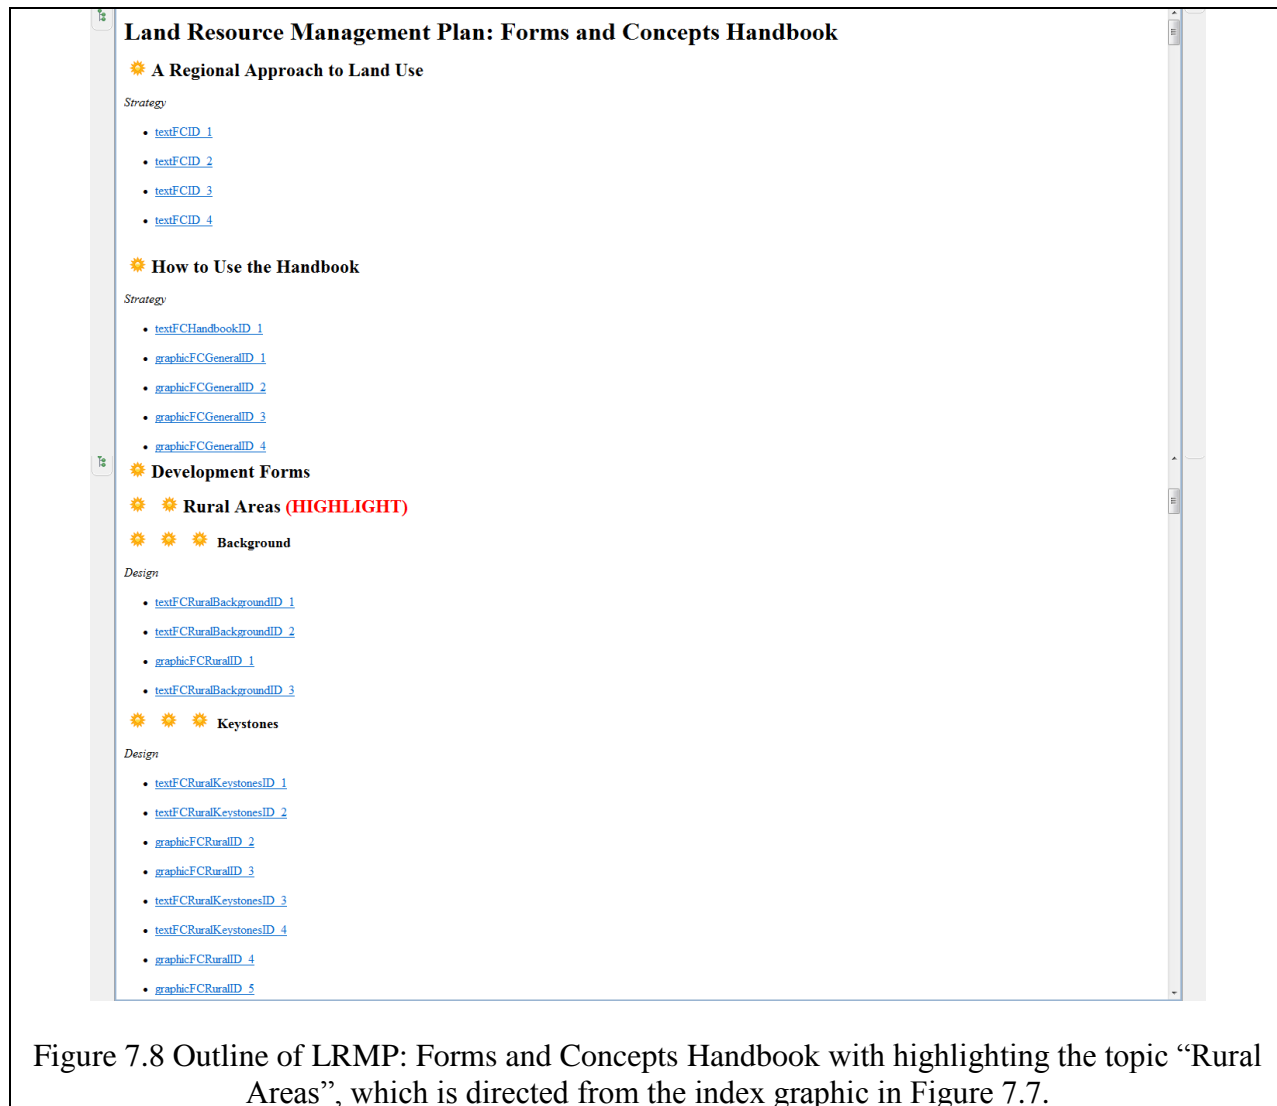 Land Resource Management Plan: Forms and Concepts Handbook
A Regional Approach to Land Use
Strategy
textFCID_1
textFCID_2
textFCID_3
textFCID_4
How to Use the Handbook
Strategy
textFCHandbookID_1
graphicFCGeneralID_1
graphicFCGeneralID_2
graphicFCGeneralID_3
graphicFCGeneralID_4
Development Forms
Rural Areas (HIGHLIGHT)
Background
Design
textFCRuralBackgroundID_1
textFCRuralBackgroundID_2
graphicFCRuralID_1
textFCRuralBackgroundID_3
Keystones
Design
textFCRuralKeystonesID_1
textFCRuralKeystonesID_2
graphicFCRuralID_2
graphicFCRuralID_3
textFCRuralKeystonesID_3
textFCRuralKeystonesID_4
graphicFCRuralID_4
graphicFCRuralID_5
Figure 7.8 Outline of LRMP: Forms and Concepts Handbook with highlighting the topic “Rural
Areas”, which is directed from the index graphic in Figure 7.7.